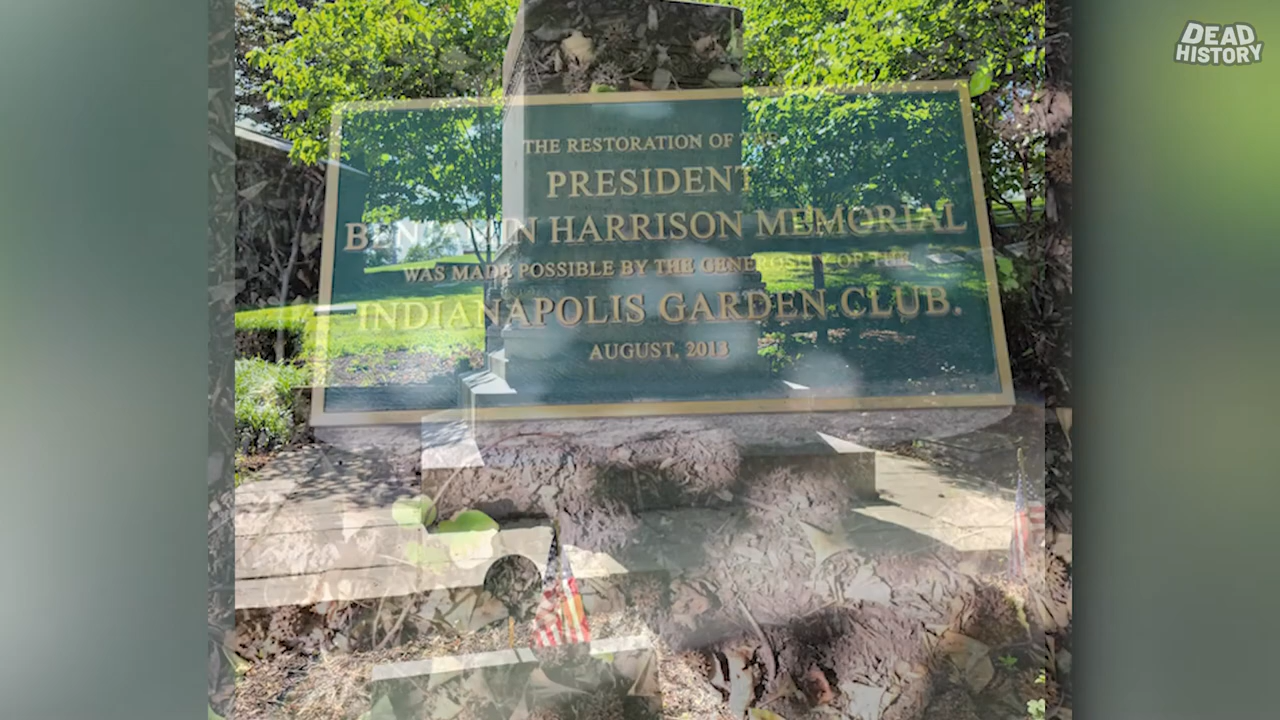 DEAD
HISTORY
THE RESTORATION OF THE
PRESIDENT
BENJAMIN HARRISON MEMORIAL
WAS MADE POSSIBLE BY THE GENEROSITY OF THE
INDIANAPOLIS GARDEN CLUB.
AUGUST, 2013